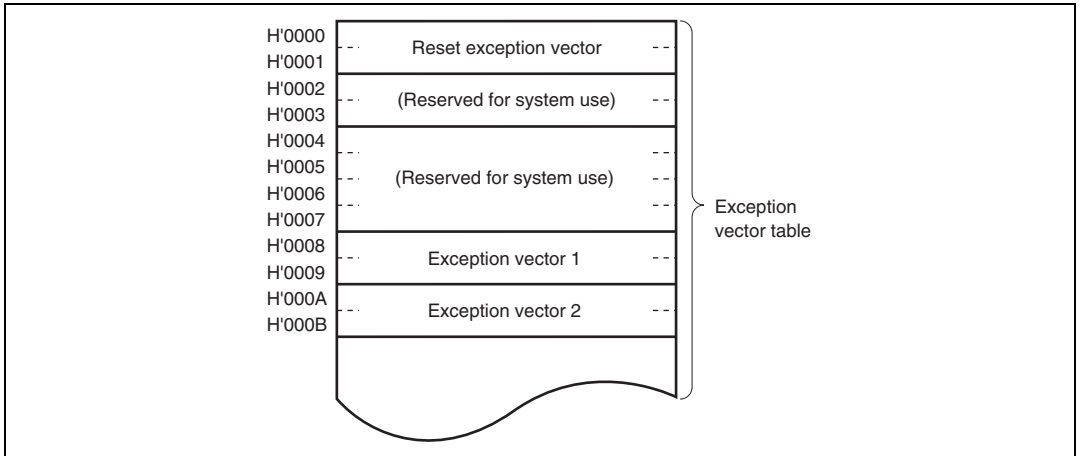 H'0000
Reset exception vector
H'0001
H'0002
(Reserved for system use)
H'0003
H'0004
H'0005
(Reserved for system use)
H'0006
H'0007
H'0008
Exception vector 1
H'0009
H'000A
Exception vector 2
H'000B
Exception
vector table